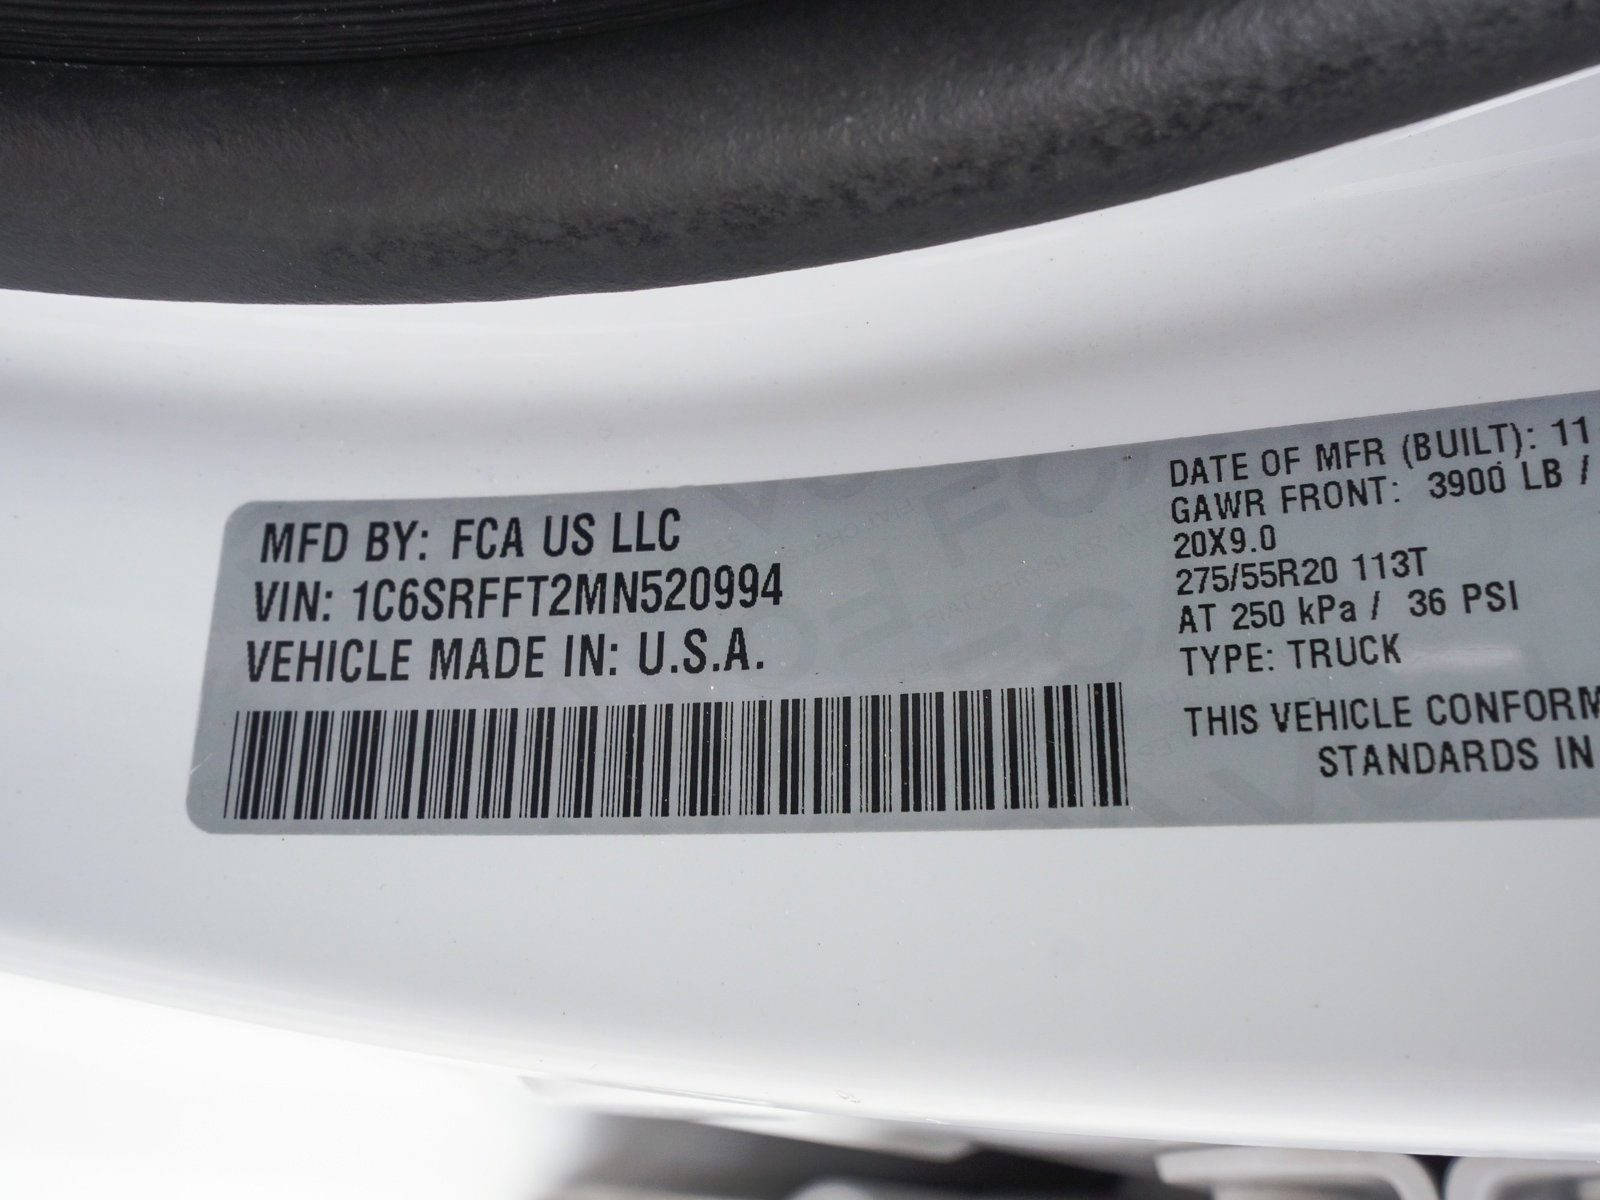 MFD BY: FCA US LLC
VIN: 1C6SRFFT2MN520994
VEHICLE MADE IN: U.S.A.
DATE OF MFR (BUILT): 11
GAWR FRONT: 3900 LB /
20X9.0
275/55R20 113T
AT 250 kPa / 36 PSI
TYPE: TRUCK
THIS VEHICLE CONFORM
STANDARDS IN